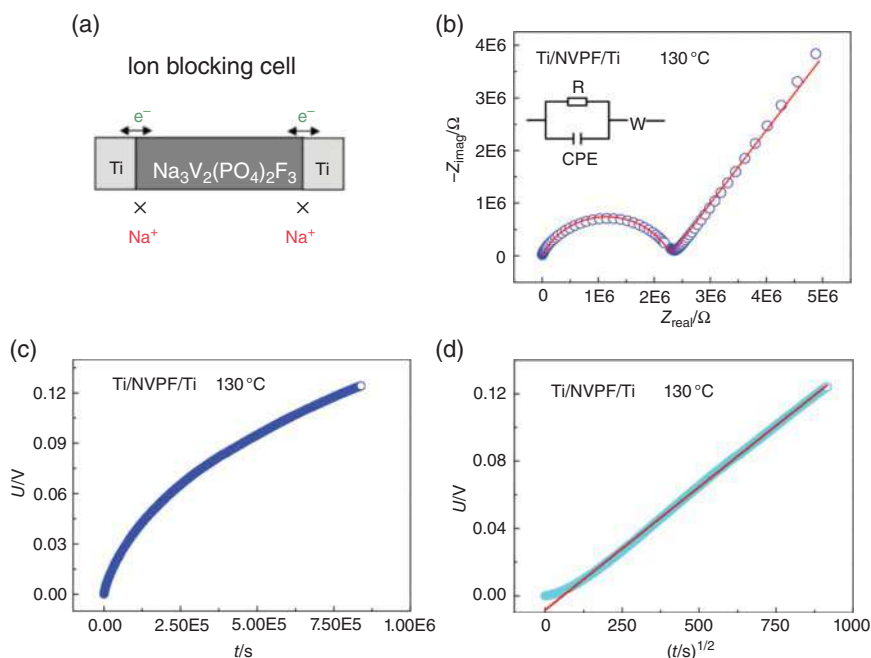 (a)
Ion blocking cell
e⁻ e⁻
Ti Na₃V₂(PO₄)₂F₃ Ti
× ×
Na⁺ Na⁺
(b)
Ti/NVPF/Ti 130 °C
R
CPE
W
4E6
3E6
2E6
1E6
0
−Zimag/Ω
0 1E6 2E6 3E6 4E6 5E6
Zreal/Ω
(c)
Ti/NVPF/Ti 130 °C
0.12
0.09
0.06
0.03
0.00
U/V
0.00 2.50E5 5.00E5 7.50E5 1.00E6
t/s
(d)
Ti/NVPF/Ti 130 °C
0.12
0.08
0.04
0.00
U/V
0 250 500 750 1000
(t/s)¹/²